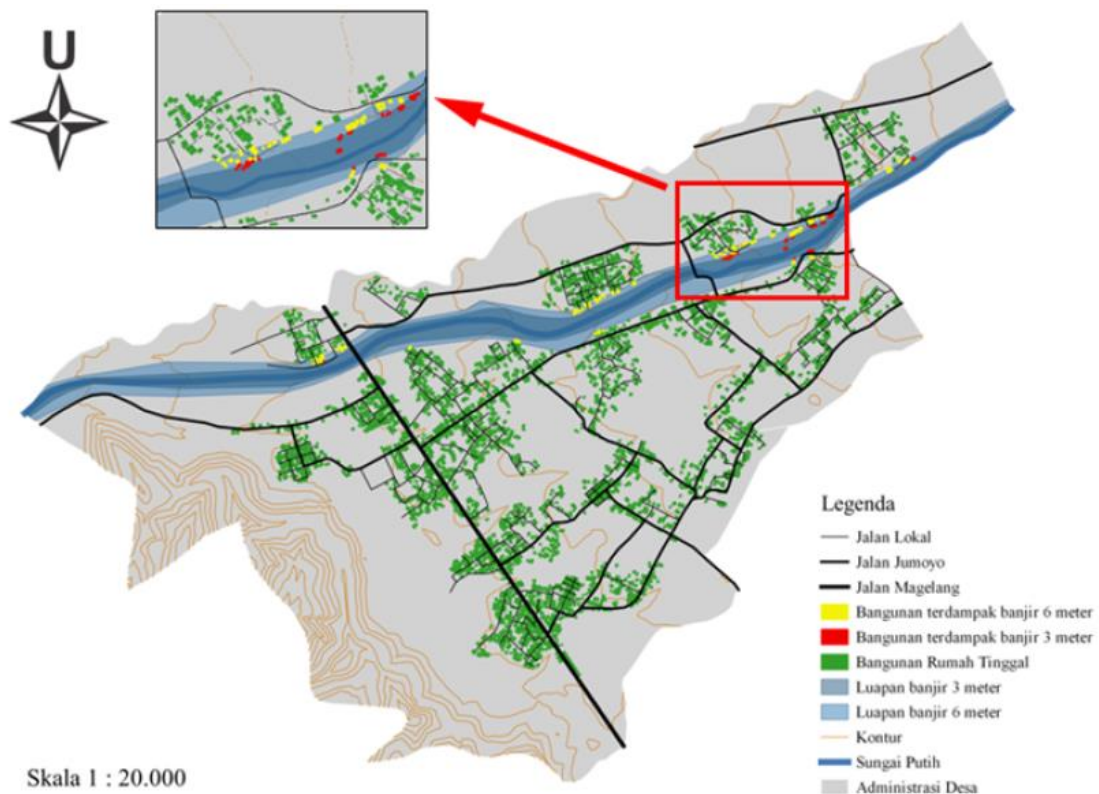 U
Legenda
Jalan Lokal
Jalan Jumoyo
Jalan Magelang
Bangunan terdampak banjir 6 meter
Bangunan terdampak banjir 3 meter
Bangunan Rumah Tinggal
Luapan banjir 3 meter
Luapan banjir 6 meter
Kontur
Sungai Putih
Administrasi Desa
Skala 1 : 20.000